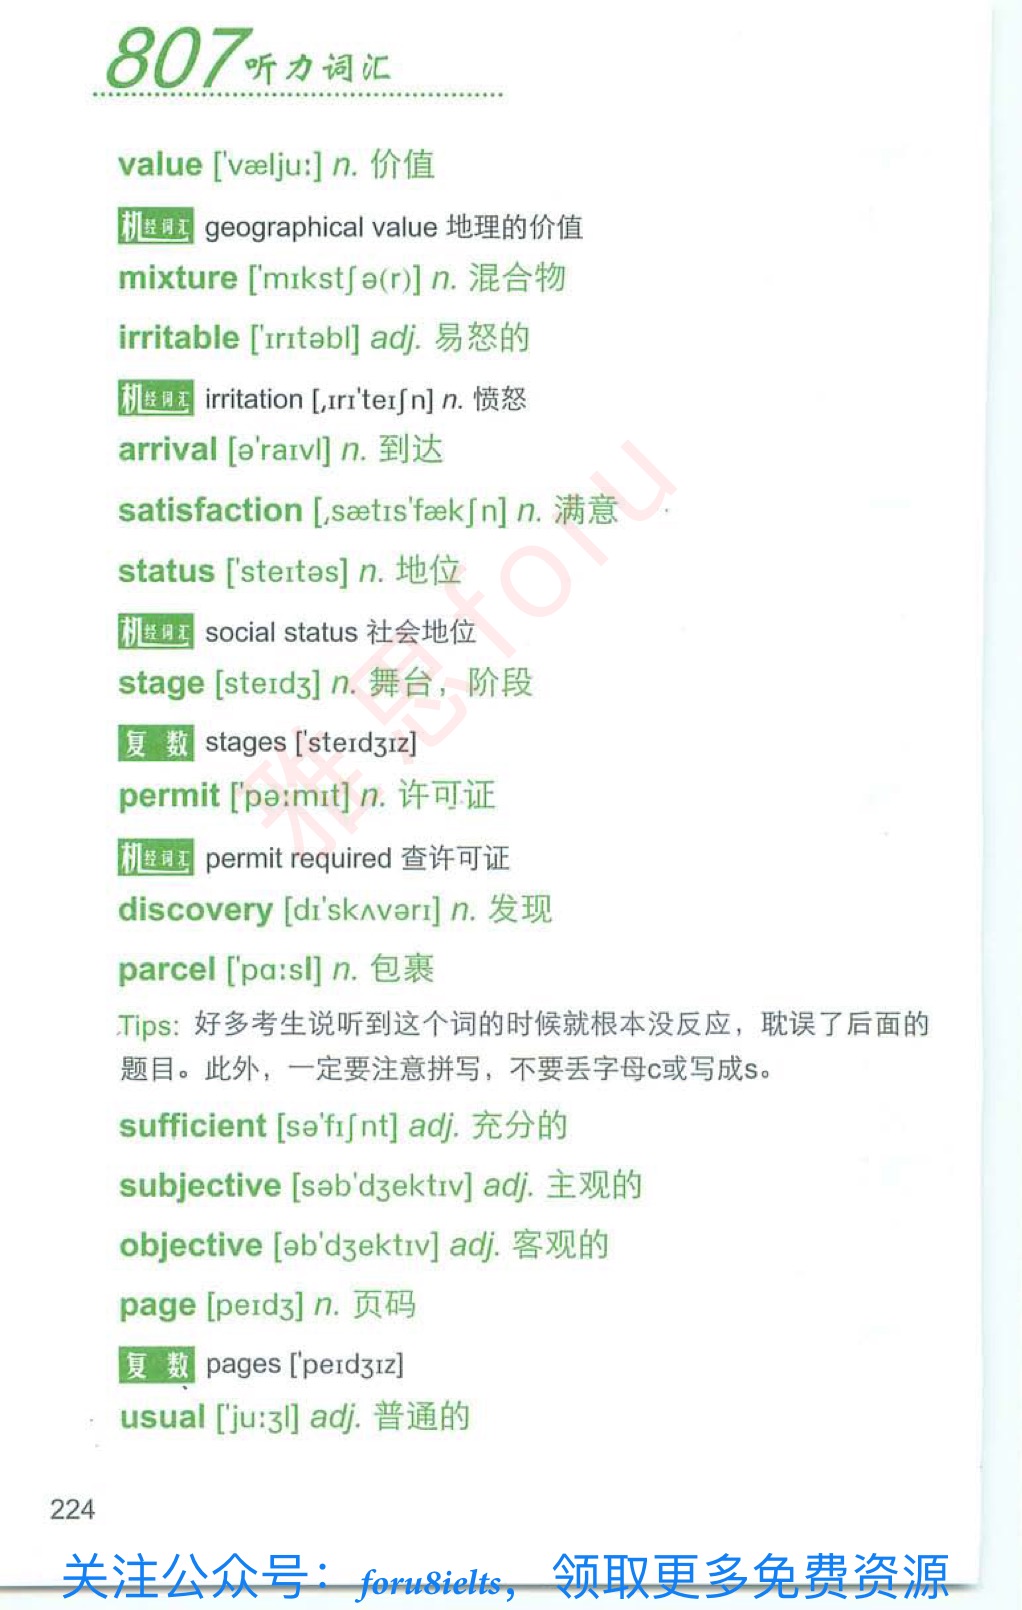 807听力词汇
value ['vælju:] n. 价值
机经词汇 geographical value 地理的价值
mixture ['mɪkstʃə(r)] n. 混合物
irritable ['ɪrɪtəbl] adj. 易怒的
机经词汇 irritation [,ɪrɪ'teɪʃn] n. 愤怒
arrival [ə'raɪvl] n. 到达
satisfaction [,sætɪs'fækʃn] n. 满意
status ['steɪtəs] n. 地位
机经词汇 social status 社会地位
stage [steɪdʒ] n. 舞台，阶段
复数 stages ['steɪdʒɪz]
permit ['pə:mɪt] n. 许可证
机经词汇 permit required 查许可证
discovery [dɪ'skʌvərɪ] n. 发现
parcel ['pɑ:sl] n. 包裹
Tips: 好多考生说听到这个词的时候就根本没反应，耽误了后面的
题目。此外，一定要注意拼写，不要丢字母c或写成s。
sufficient [sə'fɪʃnt] adj. 充分的
subjective [səb'dʒektɪv] adj. 主观的
objective [əb'dʒektɪv] adj. 客观的
page [peɪdʒ] n. 页码
复数 pages ['peɪdʒɪz]
usual ['ju:ʒl] adj. 普通的
224
关注公众号：foru8ielts，领取更多免费资源
雅思foru